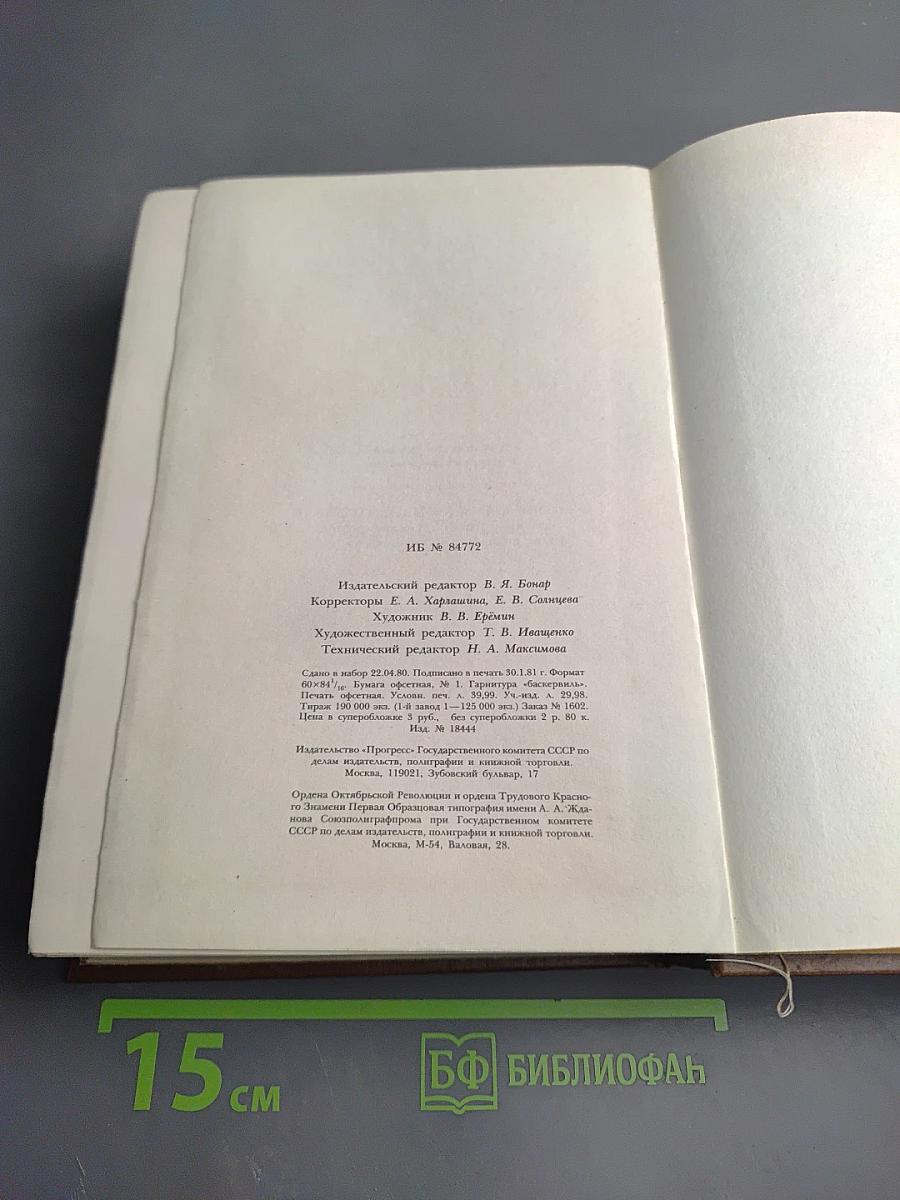 ИБ № 84772
Издательский редактор В. Я. Бонар
Корректоры Е. А. Харлашина, Е. В. Солнцева
Художник В. В. Ерёмин
Художественный редактор Т. В. Иващенко
Технический редактор Н. А. Максимова
Сдано в набор 22.04.80. Подписано в печать 30.1.81 г. Формат
60×84¹/₁₆. Бумага офсетная, № 1. Гарнитура «баскервиль».
Печать офсетная. Условн. печ. л. 39,99. Уч.-изд. л. 29,98.
Тираж 190 000 экз. (1-й завод 1—125 000 экз.) Заказ № 1602.
Цена в суперобложке 3 руб., без суперобложки 2 р. 80 к.
Изд. № 18444
Издательство «Прогресс» Государственного комитета СССР по
делам издательств, полиграфии и книжной торговли.
Москва, 119021, Зубовский бульвар, 17
Ордена Октябрьской Революции и ордена Трудового Красно-
го Знамени Первая Образцовая типография имени А. А. Жда-
нова Союзполиграфпрома при Государственном комитете
СССР по делам издательств, полиграфии и книжной торговли.
Москва, М-54, Валовая, 28.
15 см
БФ БИБЛИОФАН